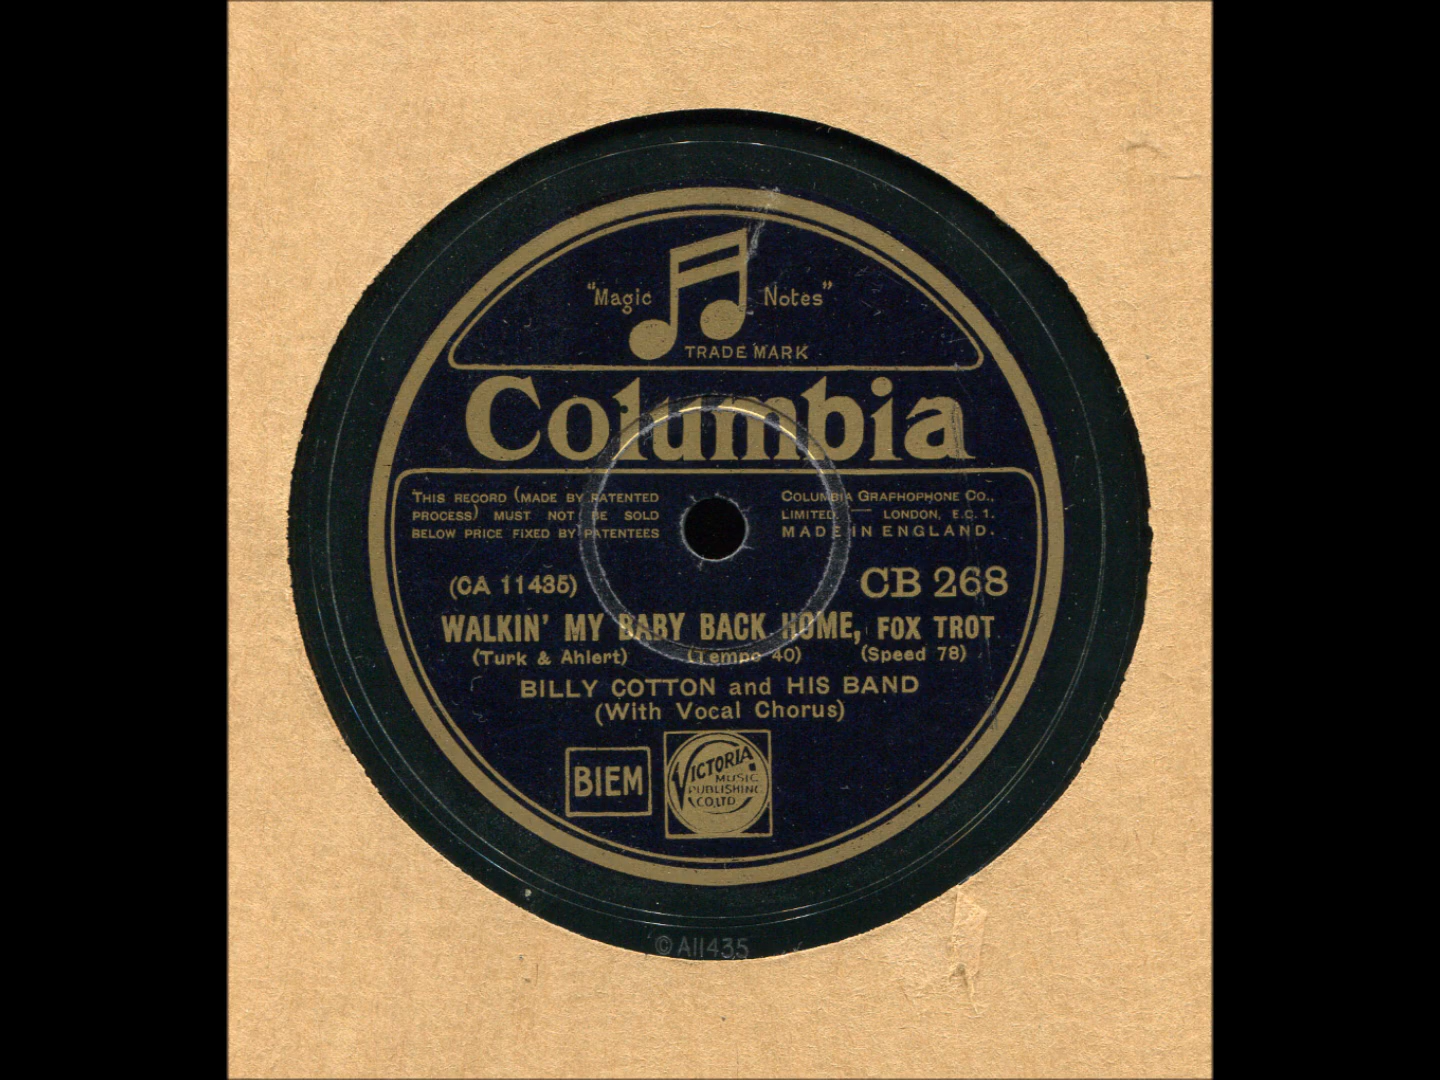 "Magic Notes"
TRADE MARK
Columbia
THIS RECORD (MADE BY PATENTED
PROCESS) MUST NOT BE SOLD
BELOW PRICE FIXED BY PATENTEES
COLUMBIA GRAPHOPHONE CO.,
LIMITED. — LONDON, E.C. 1.
MADE IN ENGLAND.
(CA 11435)
CB 268
WALKIN' MY BABY BACK HOME, FOX TROT
(Turk & Ahlert) (Tempo 40) (Speed 78)
BILLY COTTON and HIS BAND
(With Vocal Chorus)
BIEM
VICTORIA
MUSIC
PUBLISHING
CO. LTD
© A11435